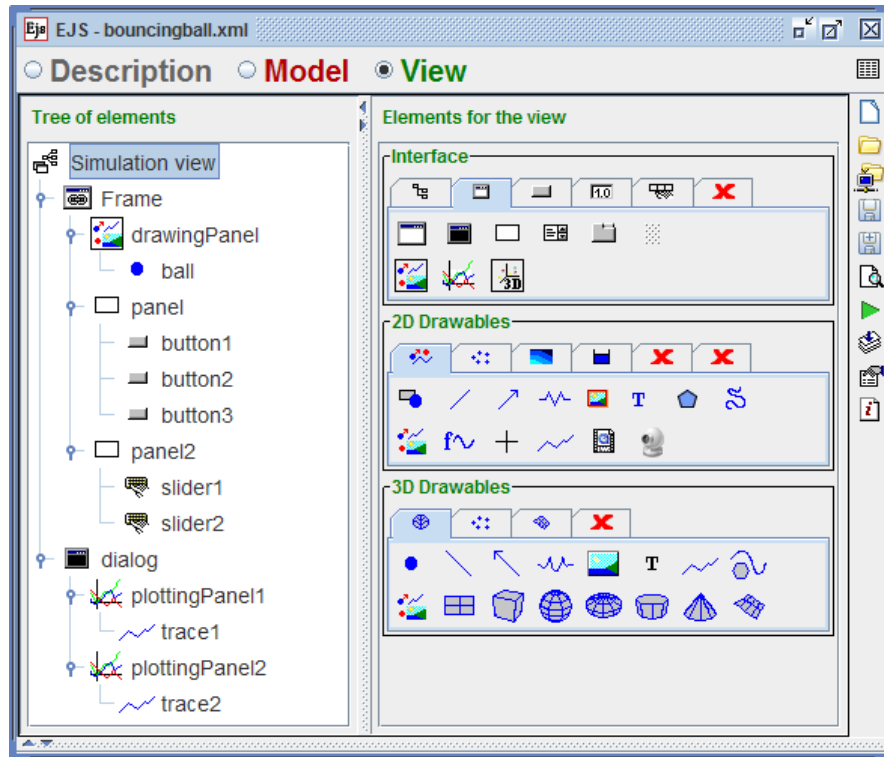 Ejs EJS - bouncingball.xml
Description Model View
Tree of elements
Simulation view
Frame
drawingPanel
ball
panel
button1
button2
button3
panel2
slider1
slider2
dialog
plottingPanel1
trace1
plottingPanel2
trace2
Elements for the view
Interface
1.0
3D
2D Drawables
T
f
3D Drawables
T
i